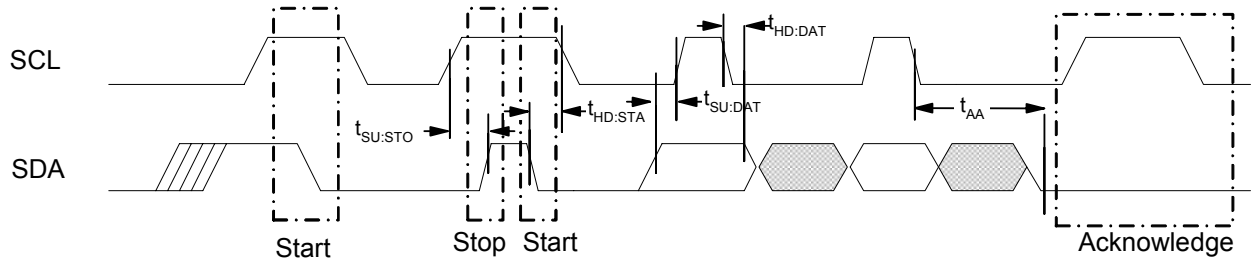 t_HD:DAT
SCL
t_HD:STA
t_SU:DAT
t_AA
t_SU:STO
SDA
Start
Stop
Start
Acknowledge